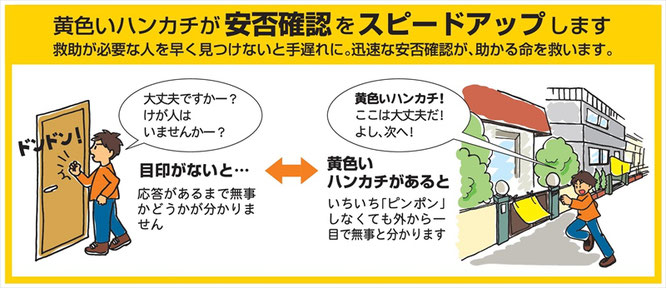 黄色いハンカチが安否確認をスピードアップします
救助が必要な人を早く見つけないと手遅れに。迅速な安否確認が、助かる命を救います。
ドンドン!
大丈夫ですかー?
けが人は
いませんかー?
目印がないと…
応答があるまで無事
かどうかが分かりま
せん
黄色いハンカチ!
ここは大丈夫だ!
よし、次へ!
黄色い
ハンカチがあると
いちいち「ピンポン」
しなくても外から一
目で無事と分かります